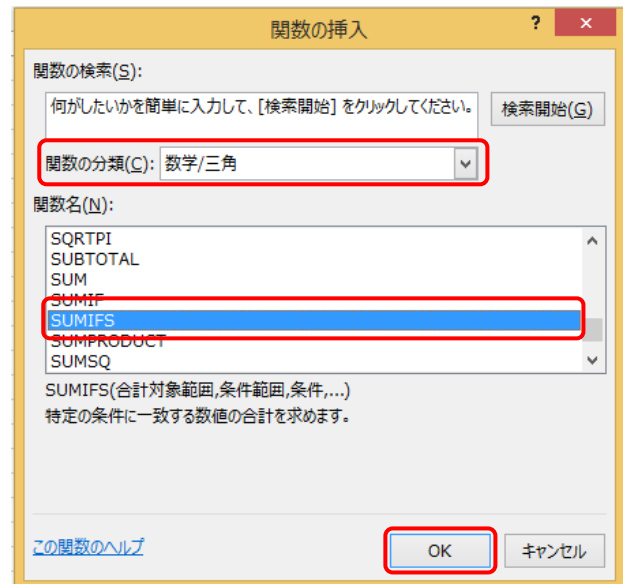 関数の挿入
?
×
関数の検索(S):
何がしたいかを簡単に入力して、[検索開始] をクリックしてください。
検索開始(G)
関数の分類(C): 数学/三角
関数名(N):
SQRTPI
SUBTOTAL
SUM
SUMIF
SUMIFS
SUMPRODUCT
SUMSQ
SUMIFS(合計対象範囲,条件範囲,条件,...)
特定の条件に一致する数値の合計を求めます。
この関数のヘルプ
OK
キャンセル